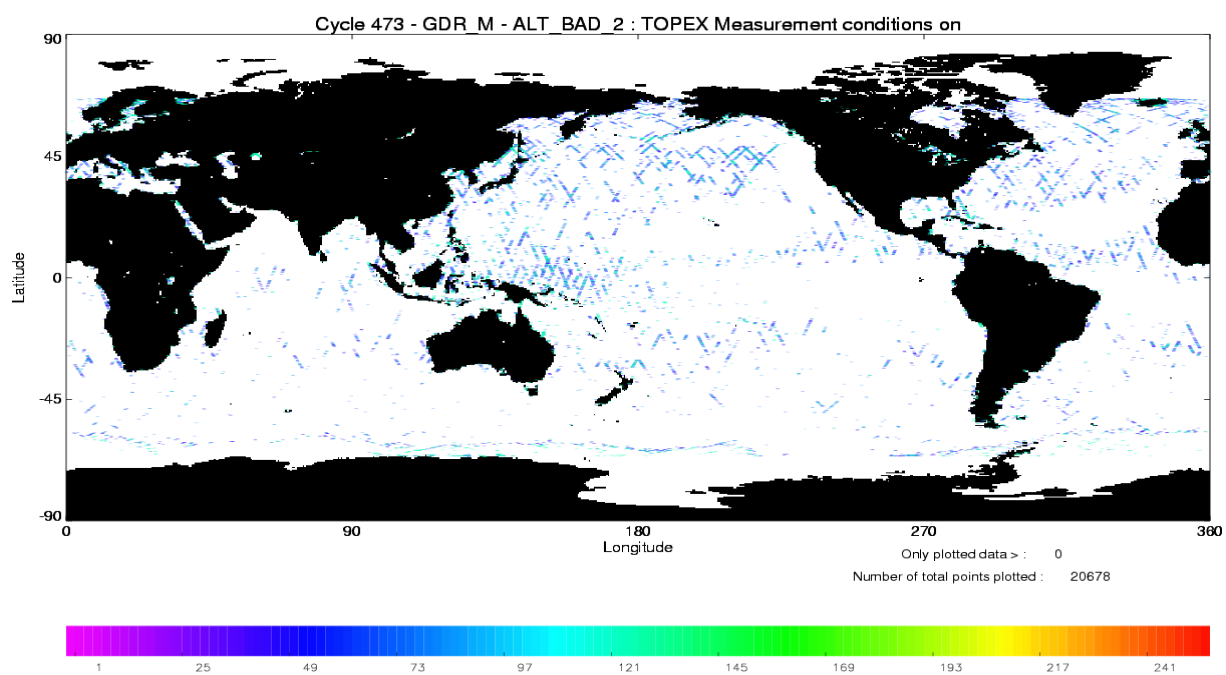 Cycle 473 - GDR_M - ALT_BAD_2 : TOPEX Measurement conditions on
90
45
0
-45
-90
Latitude
0 90 180 270 360
Longitude
Only plotted data > : 0
Number of total points plotted : 20678
1 25 49 73 97 121 145 169 193 217 241